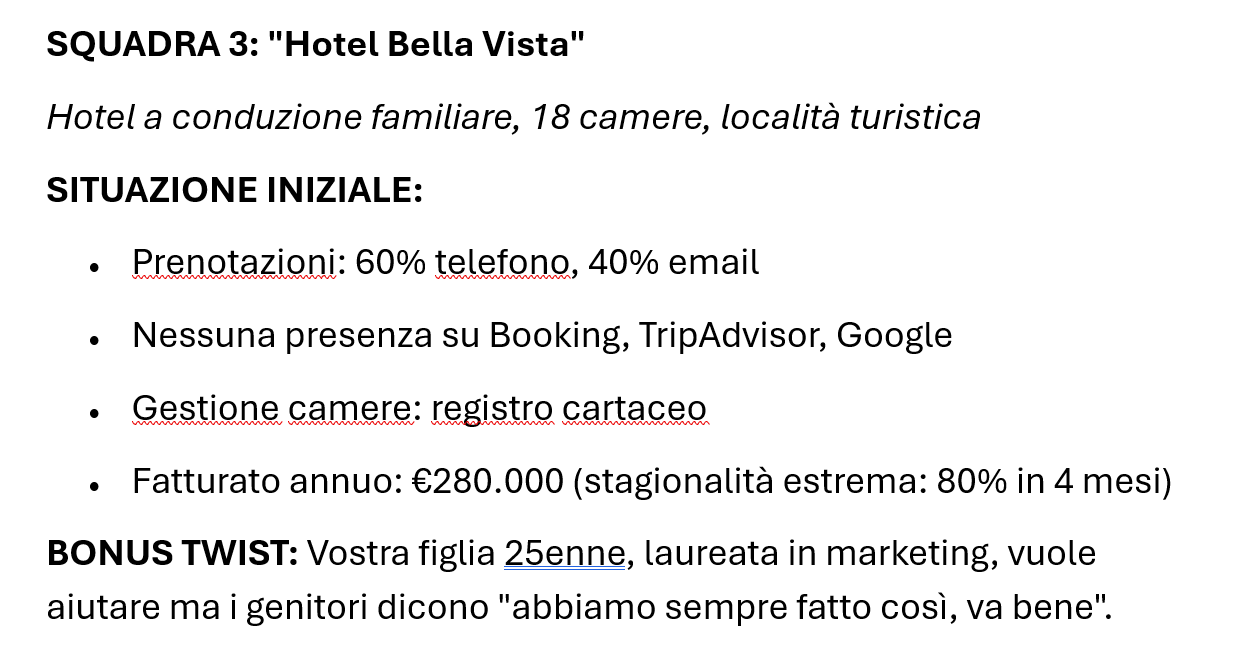 SQUADRA 3: "Hotel Bella Vista"
Hotel a conduzione familiare, 18 camere, località turistica
SITUAZIONE INIZIALE:
• Prenotazioni: 60% telefono, 40% email
• Nessuna presenza su Booking, TripAdvisor, Google
• Gestione camere: registro cartaceo
• Fatturato annuo: €280.000 (stagionalità estrema: 80% in 4 mesi)
BONUS TWIST: Vostra figlia 25enne, laureata in marketing, vuole
aiutare ma i genitori dicono "abbiamo sempre fatto così, va bene".